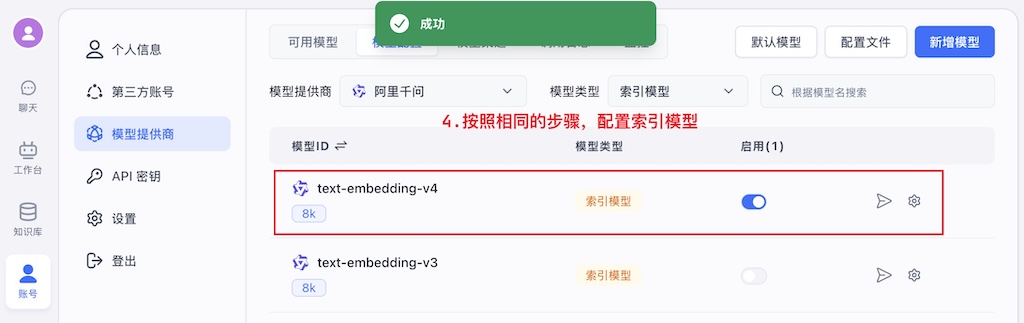 成功
可用模型
模型配置
默认模型
配置文件
新增模型
个人信息
第三方账号
模型提供商
API 密钥
设置
登出
聊天
工作台
知识库
账号
模型提供商 阿里千问 模型类型 索引模型 根据模型名搜索
4.按照相同的步骤，配置索引模型
模型ID 模型类型 启用(1)
text-embedding-v4
8k
索引模型
text-embedding-v3
8k
索引模型